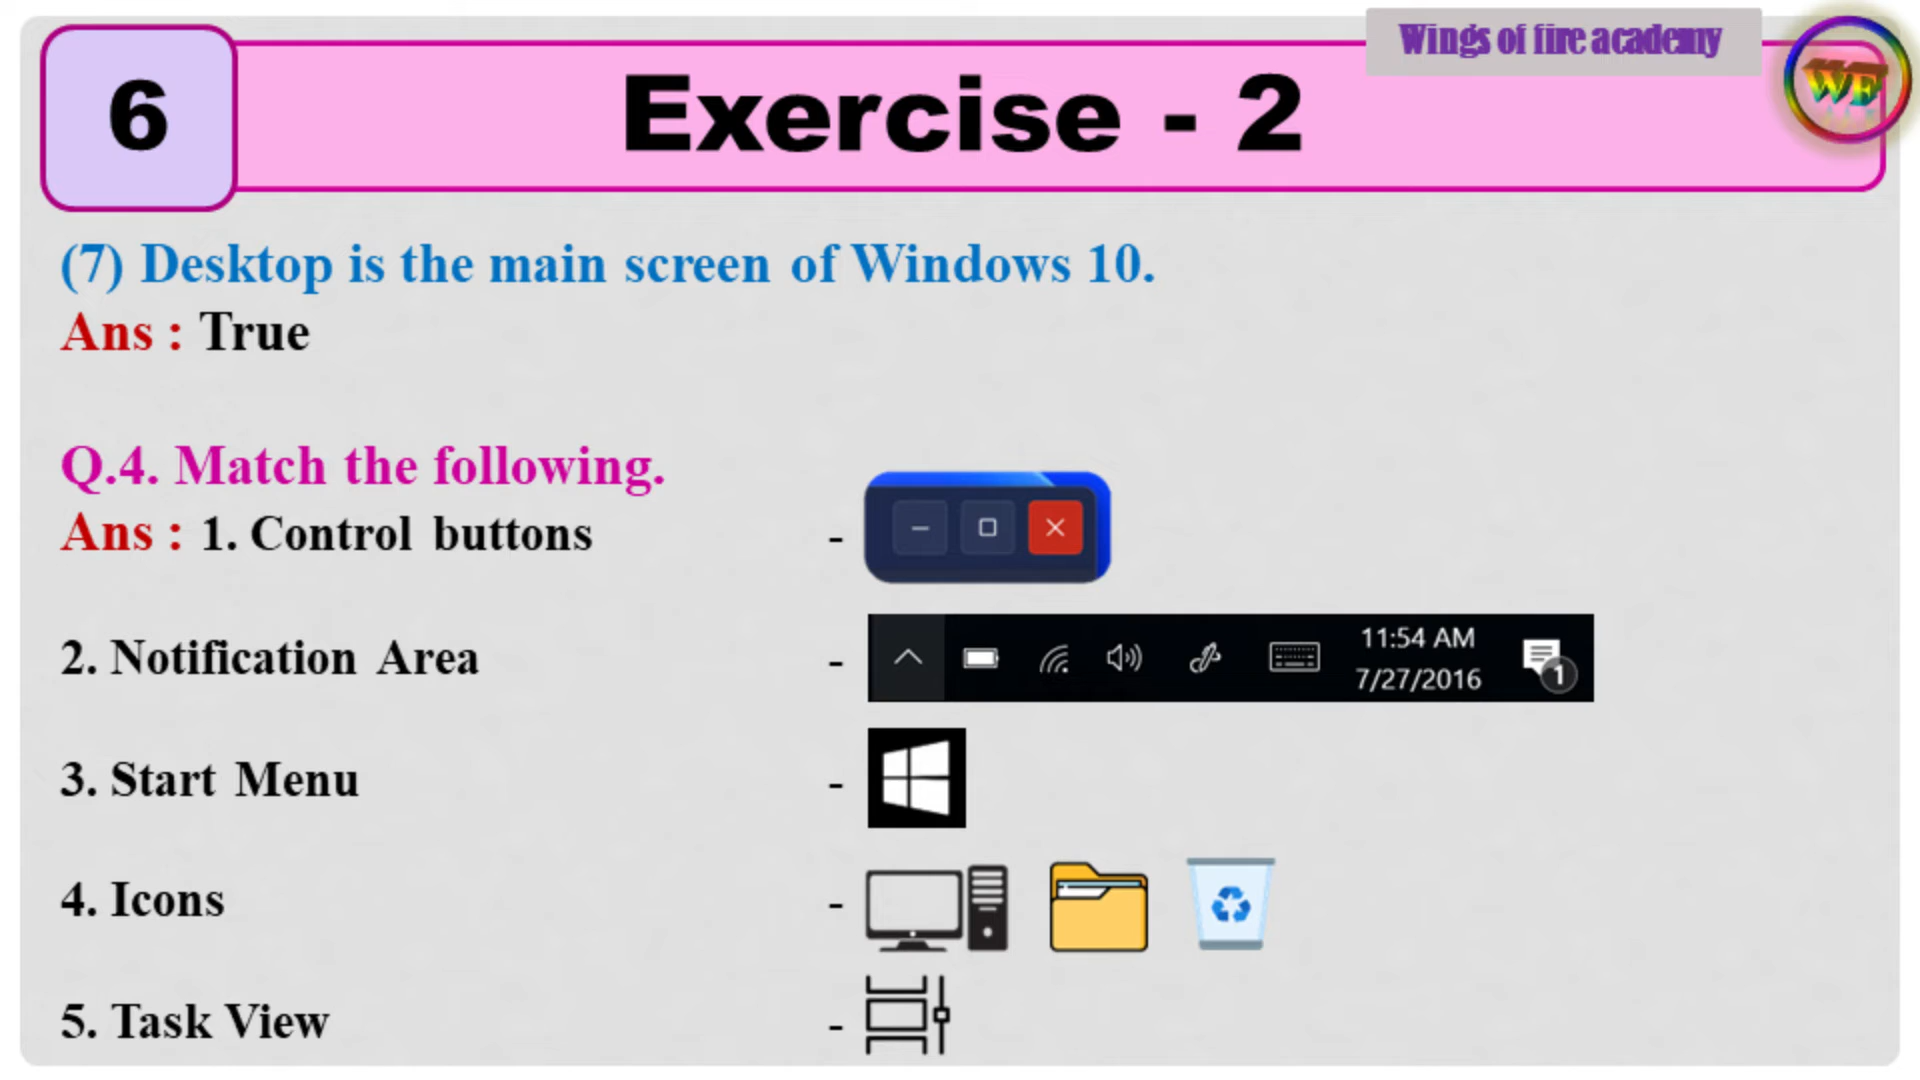 Wings of fire academy
WF
6
Exercise - 2
(7) Desktop is the main screen of Windows 10.
Ans : True
Q.4. Match the following.
Ans : 1. Control buttons -
2. Notification Area -
11:54 AM
7/27/2016
1
3. Start Menu -
4. Icons -
5. Task View -